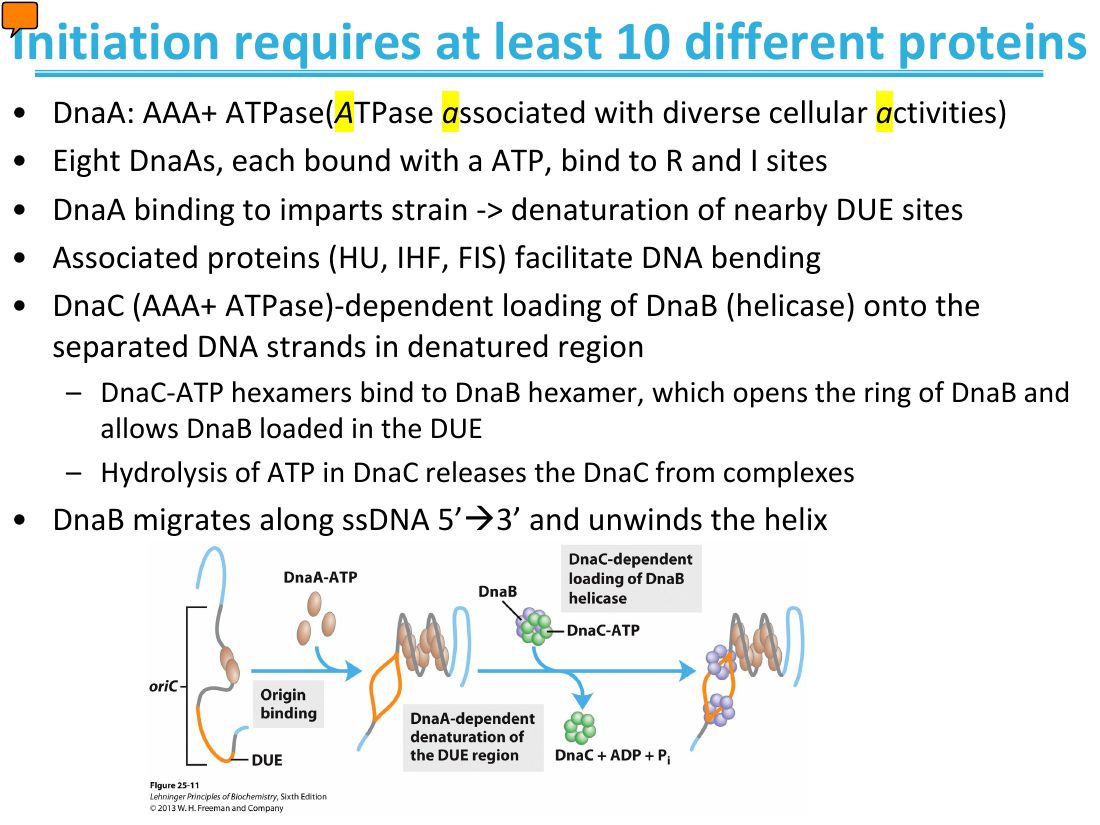 Initiation requires at least 10 different proteins
• DnaA: AAA+ ATPase(ATPase associated with diverse cellular activities)
• Eight DnaAs, each bound with a ATP, bind to R and I sites
• DnaA binding to imparts strain -> denaturation of nearby DUE sites
• Associated proteins (HU, IHF, FIS) facilitate DNA bending
• DnaC (AAA+ ATPase)-dependent loading of DnaB (helicase) onto the
separated DNA strands in denatured region
– DnaC-ATP hexamers bind to DnaB hexamer, which opens the ring of DnaB and
allows DnaB loaded in the DUE
– Hydrolysis of ATP in DnaC releases the DnaC from complexes
• DnaB migrates along ssDNA 5’→3’ and unwinds the helix
DnaA-ATP
DnaB
DnaC-dependent
loading of DnaB
helicase
DnaC-ATP
oriC
Origin
binding
DUE
DnaA-dependent
denaturation of
the DUE region
DnaC + ADP + Pi
Figure 25-11
Lehninger Principles of Biochemistry, Sixth Edition
© 2013 W. H. Freeman and Company